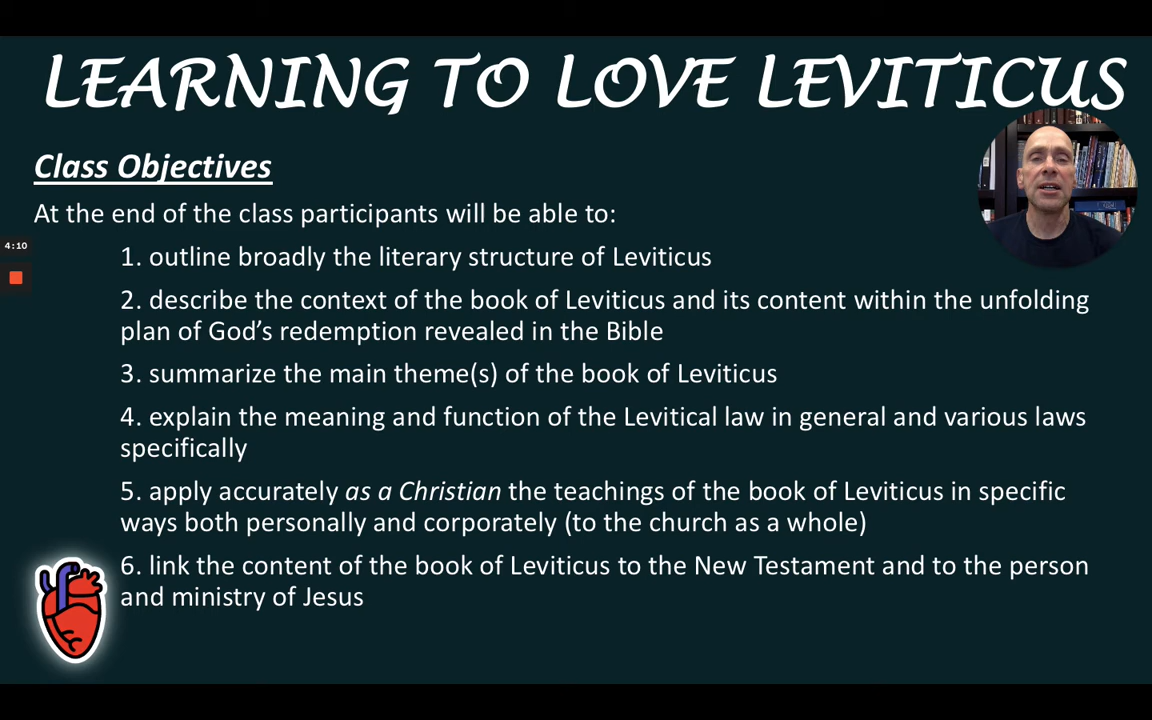 LEARNING TO LOVE LEVITICUS
Class Objectives
At the end of the class participants will be able to:
4:10
1. outline broadly the literary structure of Leviticus
2. describe the context of the book of Leviticus and its content within the unfolding
plan of God’s redemption revealed in the Bible
3. summarize the main theme(s) of the book of Leviticus
4. explain the meaning and function of the Levitical law in general and various laws
specifically
5. apply accurately as a Christian the teachings of the book of Leviticus in specific
ways both personally and corporately (to the church as a whole)
6. link the content of the book of Leviticus to the New Testament and to the person
and ministry of Jesus